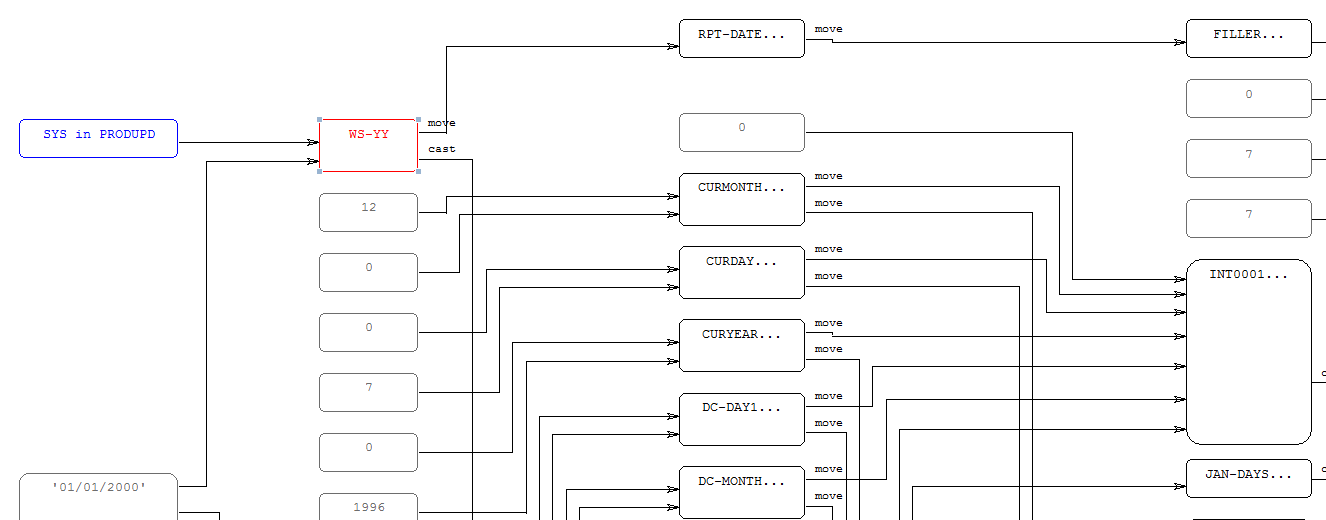 RPT-DATE...
move
FILLER...
0
SYS in PRODUPD
WS-YY
move
cast
0
7
12
CURMONTH...
move
move
7
0
CURDAY...
move
move
INT0001...
0
CURYEAR...
move
move
7
DC-DAY1...
move
move
0
'01/01/2000'
1996
DC-MONTH...
move
move
JAN-DAYS...